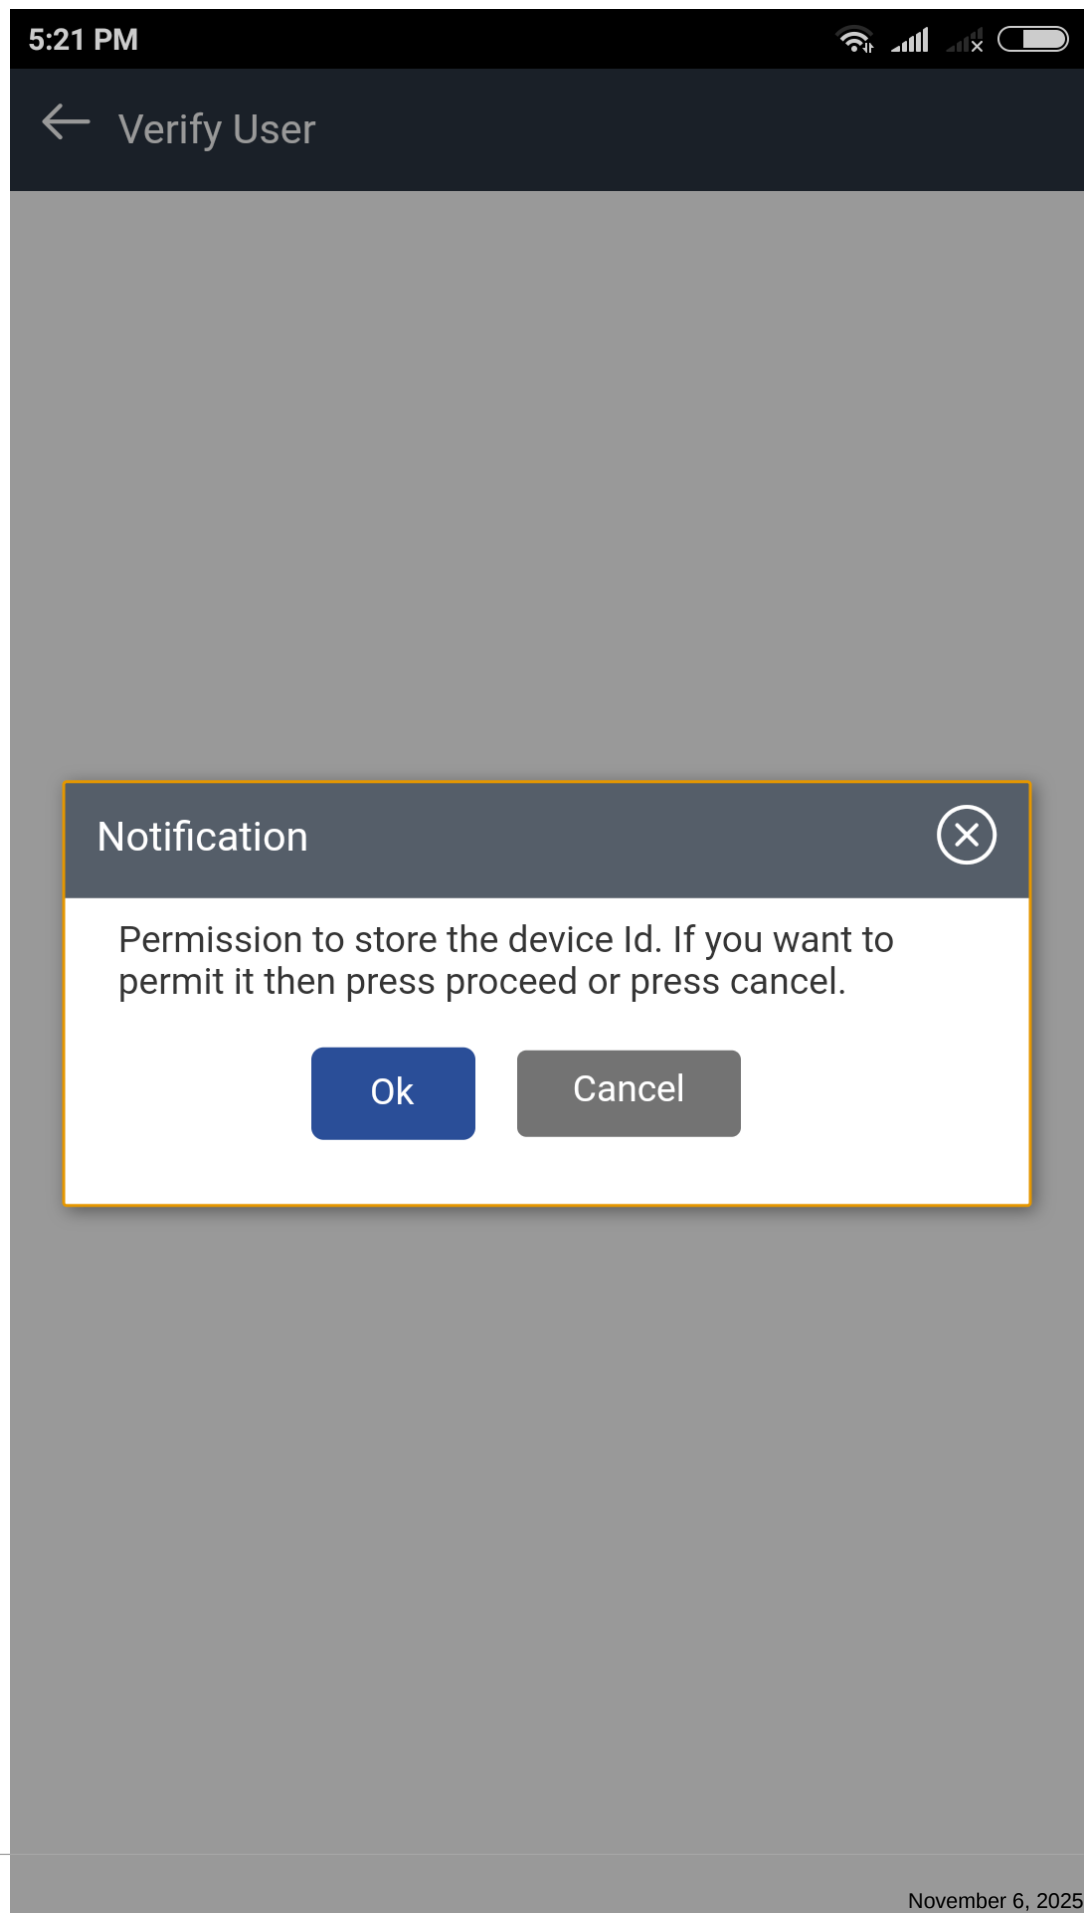 5:21 PM
Verify User
Notification
Permission to store the device Id. If you want to
permit it then press proceed or press cancel.
Ok
Cancel
November 6, 2025